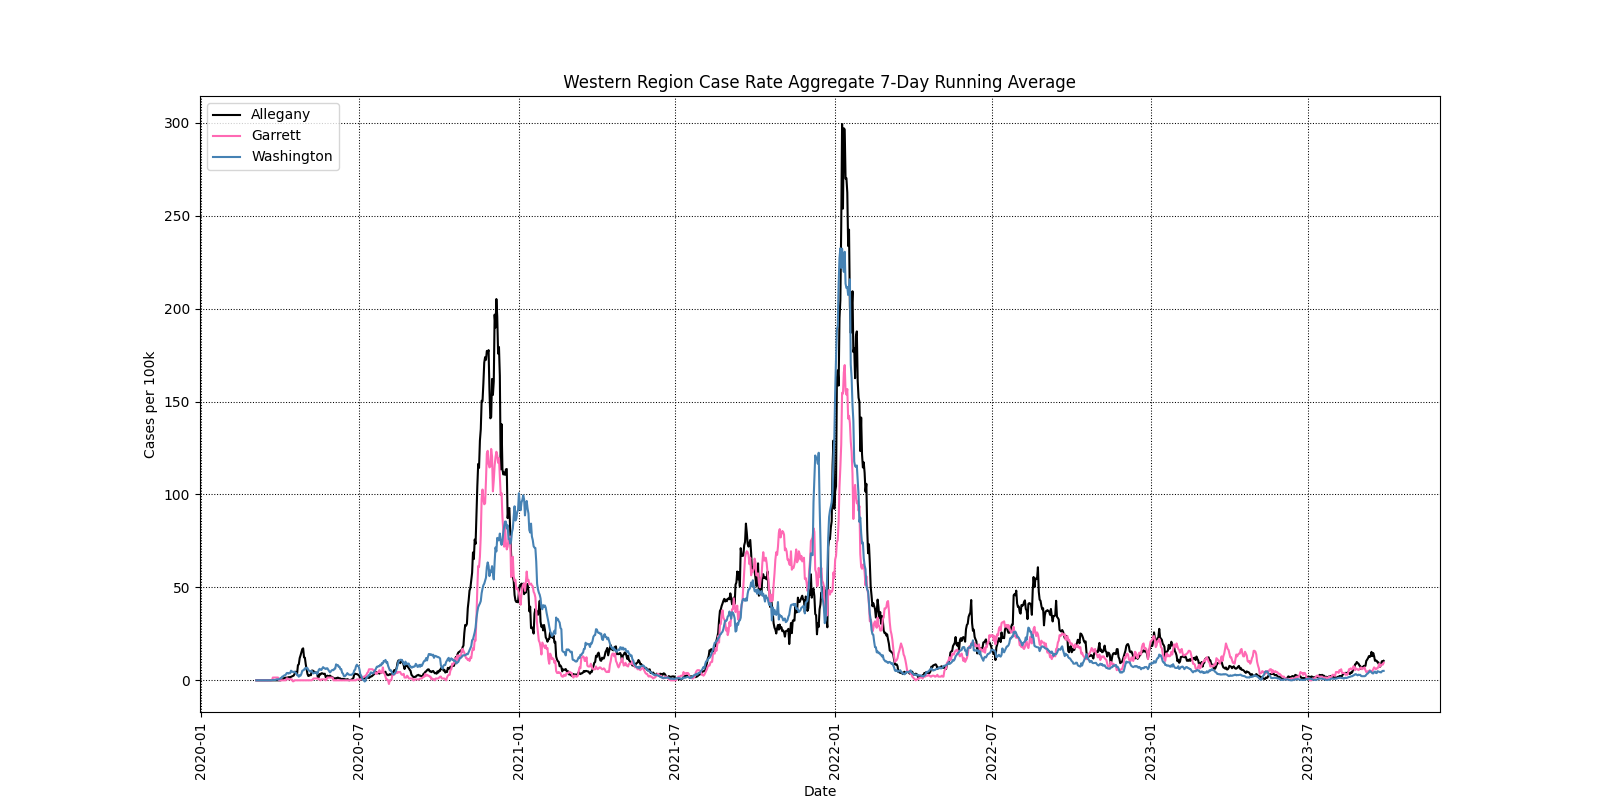 Western Region Case Rate Aggregate 7-Day Running Average
Allegany
Garrett
Washington
Cases per 100k
300
250
200
150
100
50
0
2020-01
2020-07
2021-01
2021-07
2022-01
2022-07
2023-01
2023-07
Date